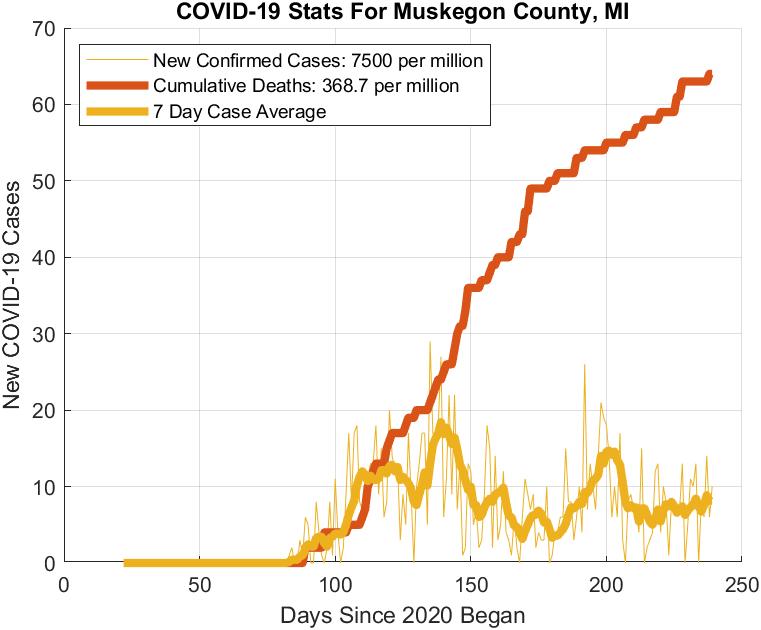 COVID-19 Stats For Muskegon County, MI
70
New Confirmed Cases: 7500 per million
Cumulative Deaths: 368.7 per million
7 Day Case Average
60
50
40
30
20
10
0
New COVID-19 Cases
0 50 100 150 200 250
Days Since 2020 Began